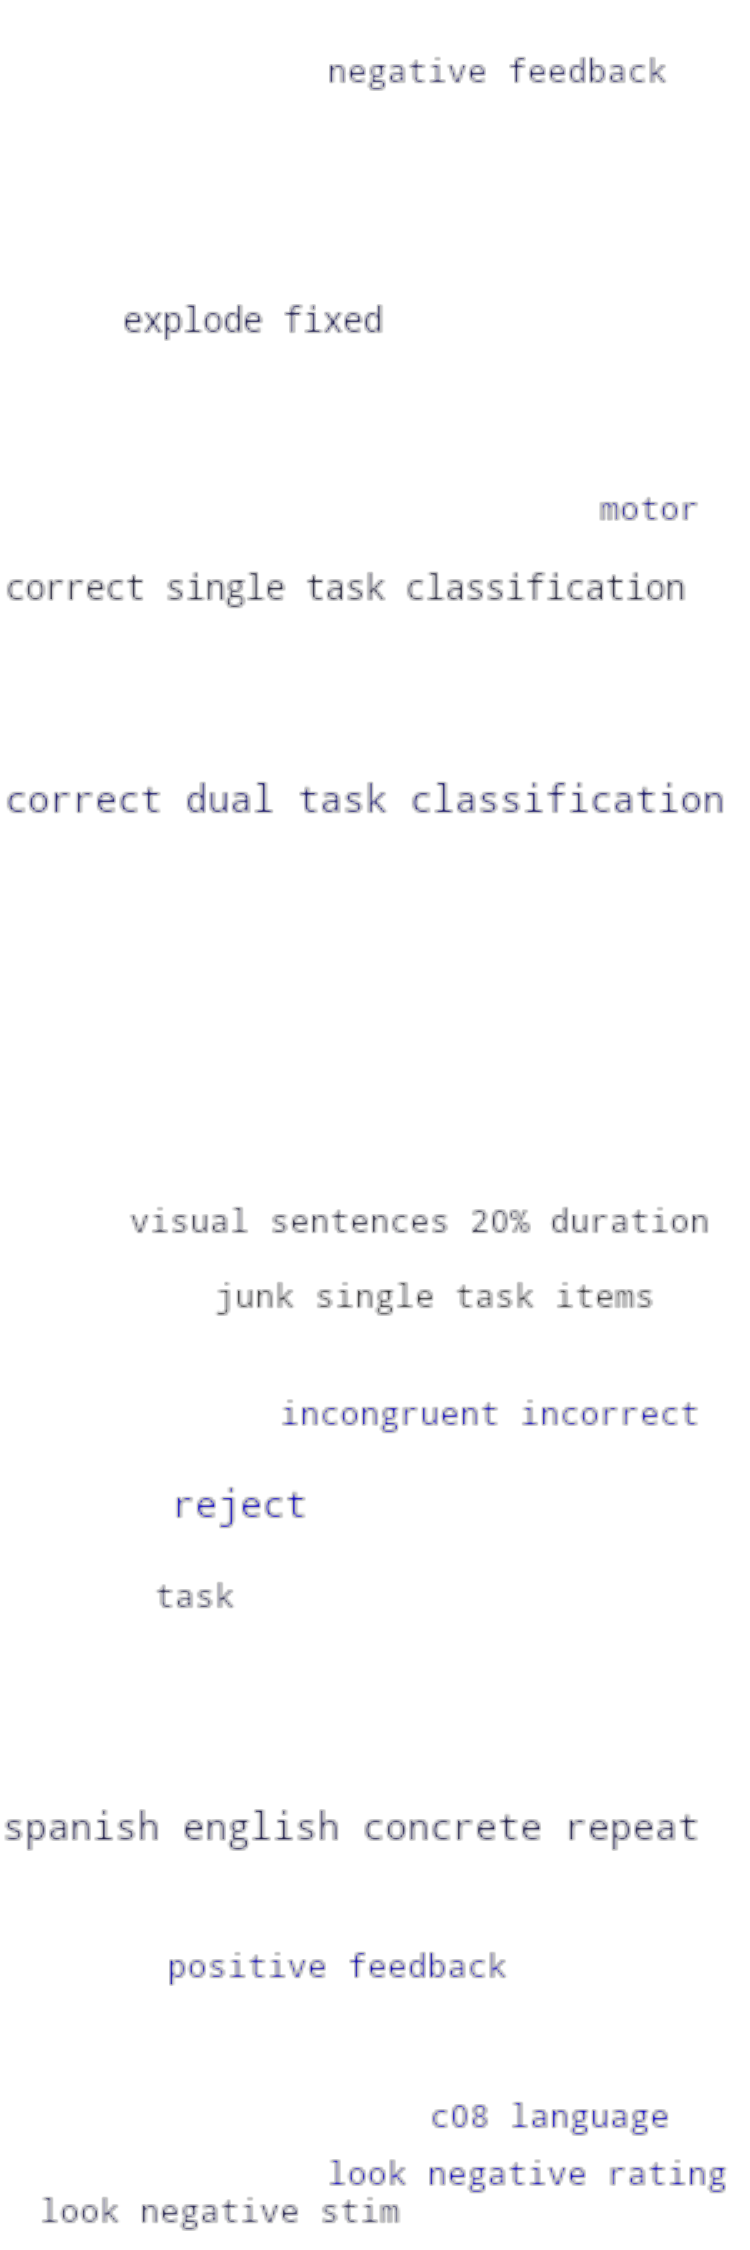 negative feedback
explode fixed
motor
correct single task classification
correct dual task classification
visual sentences 20% duration
junk single task items
incongruent incorrect
reject
task
spanish english concrete repeat
positive feedback
c08 language
look negative rating
look negative stim